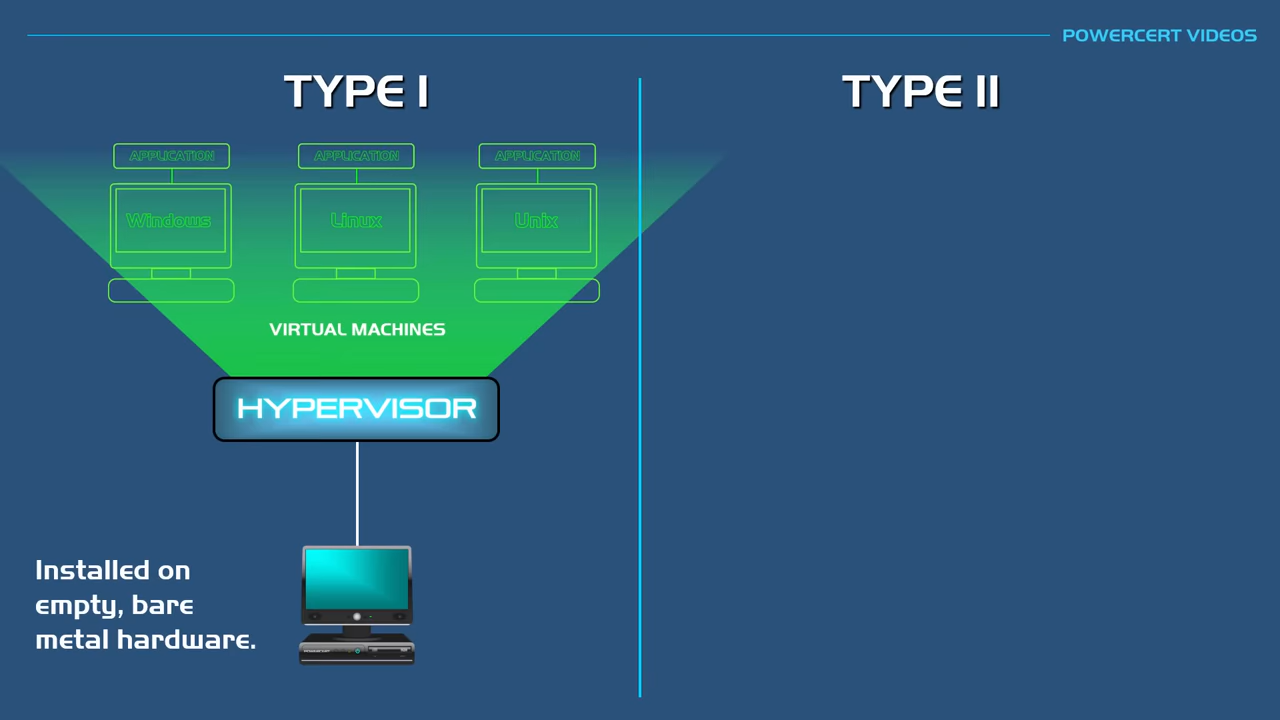 POWERCERT VIDEOS
TYPE I
TYPE II
APPLICATION
APPLICATION
APPLICATION
Windows
Linux
Unix
VIRTUAL MACHINES
HYPERVISOR
Installed on
empty, bare
metal hardware.